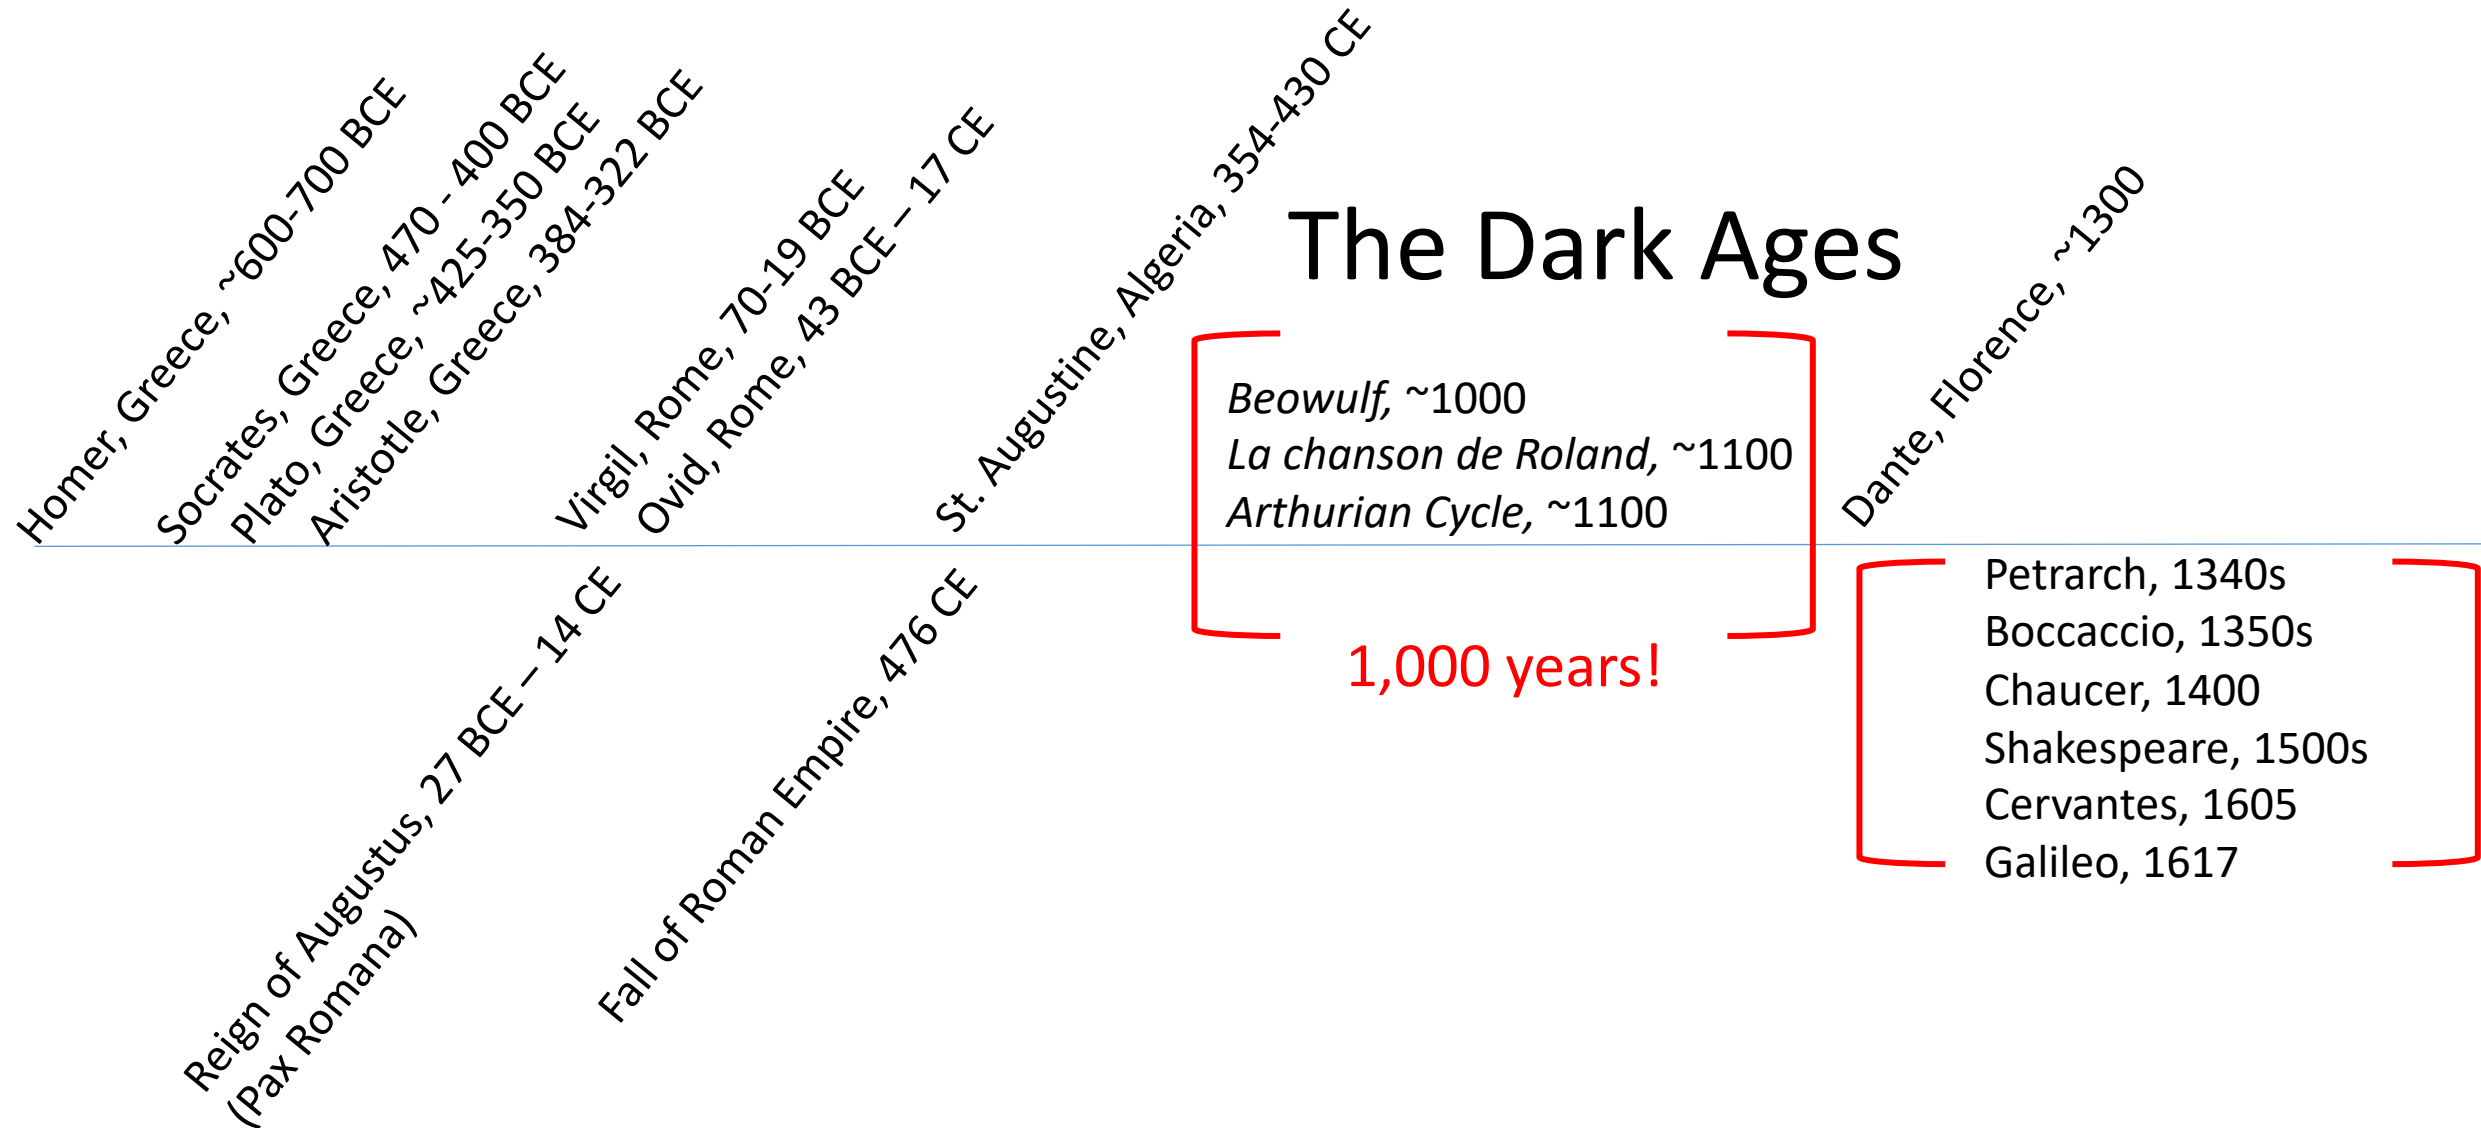 Homer, Greece, ~600-700 BCE
Socrates, Greece, 470 - 400 BCE
Plato, Greece, ~425-350 BCE
Aristotle, Greece, 384-322 BCE
Virgil, Rome, 70-19 BCE
Ovid, Rome, 43 BCE – 17 CE
St. Augustine, Algeria, 354-430 CE
The Dark Ages
Beowulf, ~1000
La chanson de Roland, ~1100
Arthurian Cycle, ~1100
Dante, Florence, ~1300
Reign of Augustus, 27 BCE – 14 CE
(Pax Romana)
Fall of Roman Empire, 476 CE
1,000 years!
Petrarch, 1340s
Boccaccio, 1350s
Chaucer, 1400
Shakespeare, 1500s
Cervantes, 1605
Galileo, 1617